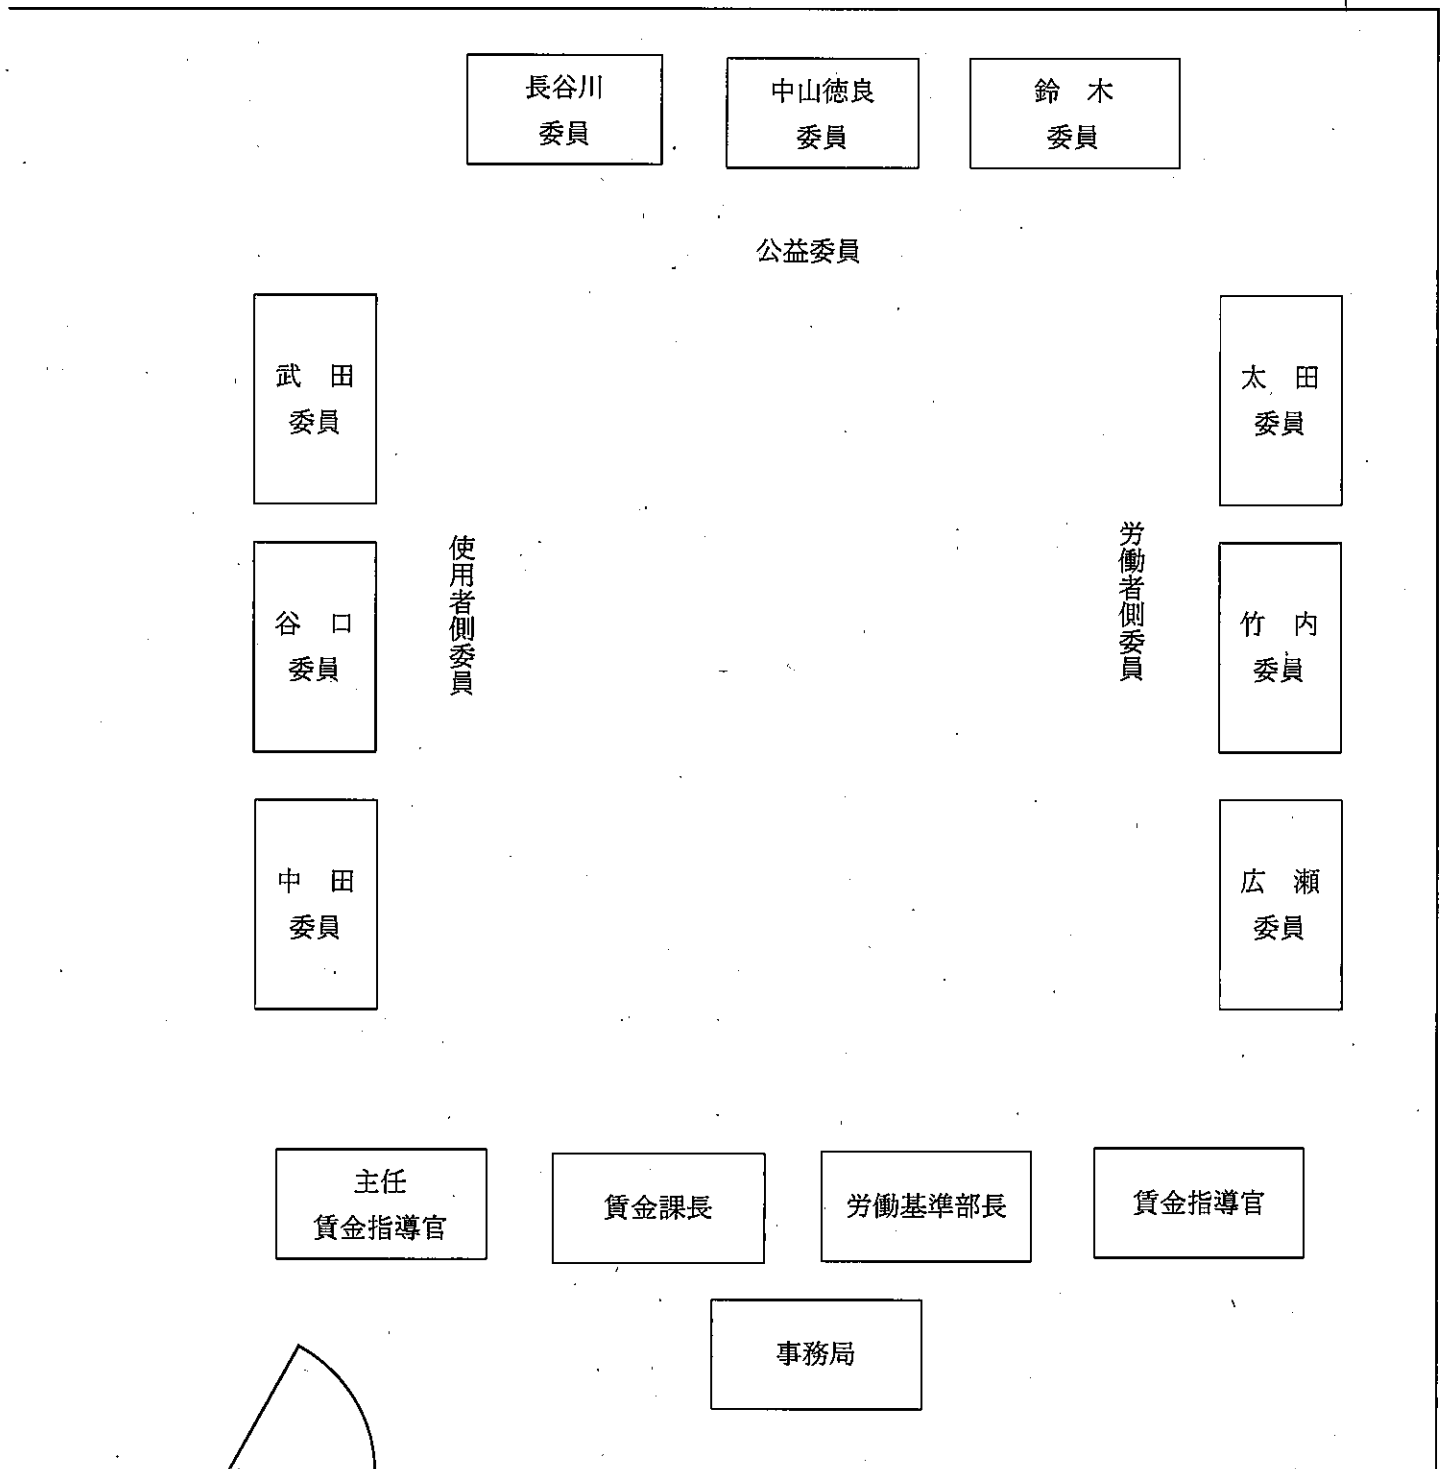 長谷川
委員
中山徳良
委員
鈴　木
委員
公益委員
武　田
委員
太　田
委員
谷　口
委員
使用者側委員
労働者側委員
竹　内
委員
中　田
委員
広　瀬
委員
主任
賃金指導官
賃金課長
労働基準部長
賃金指導官
事務局